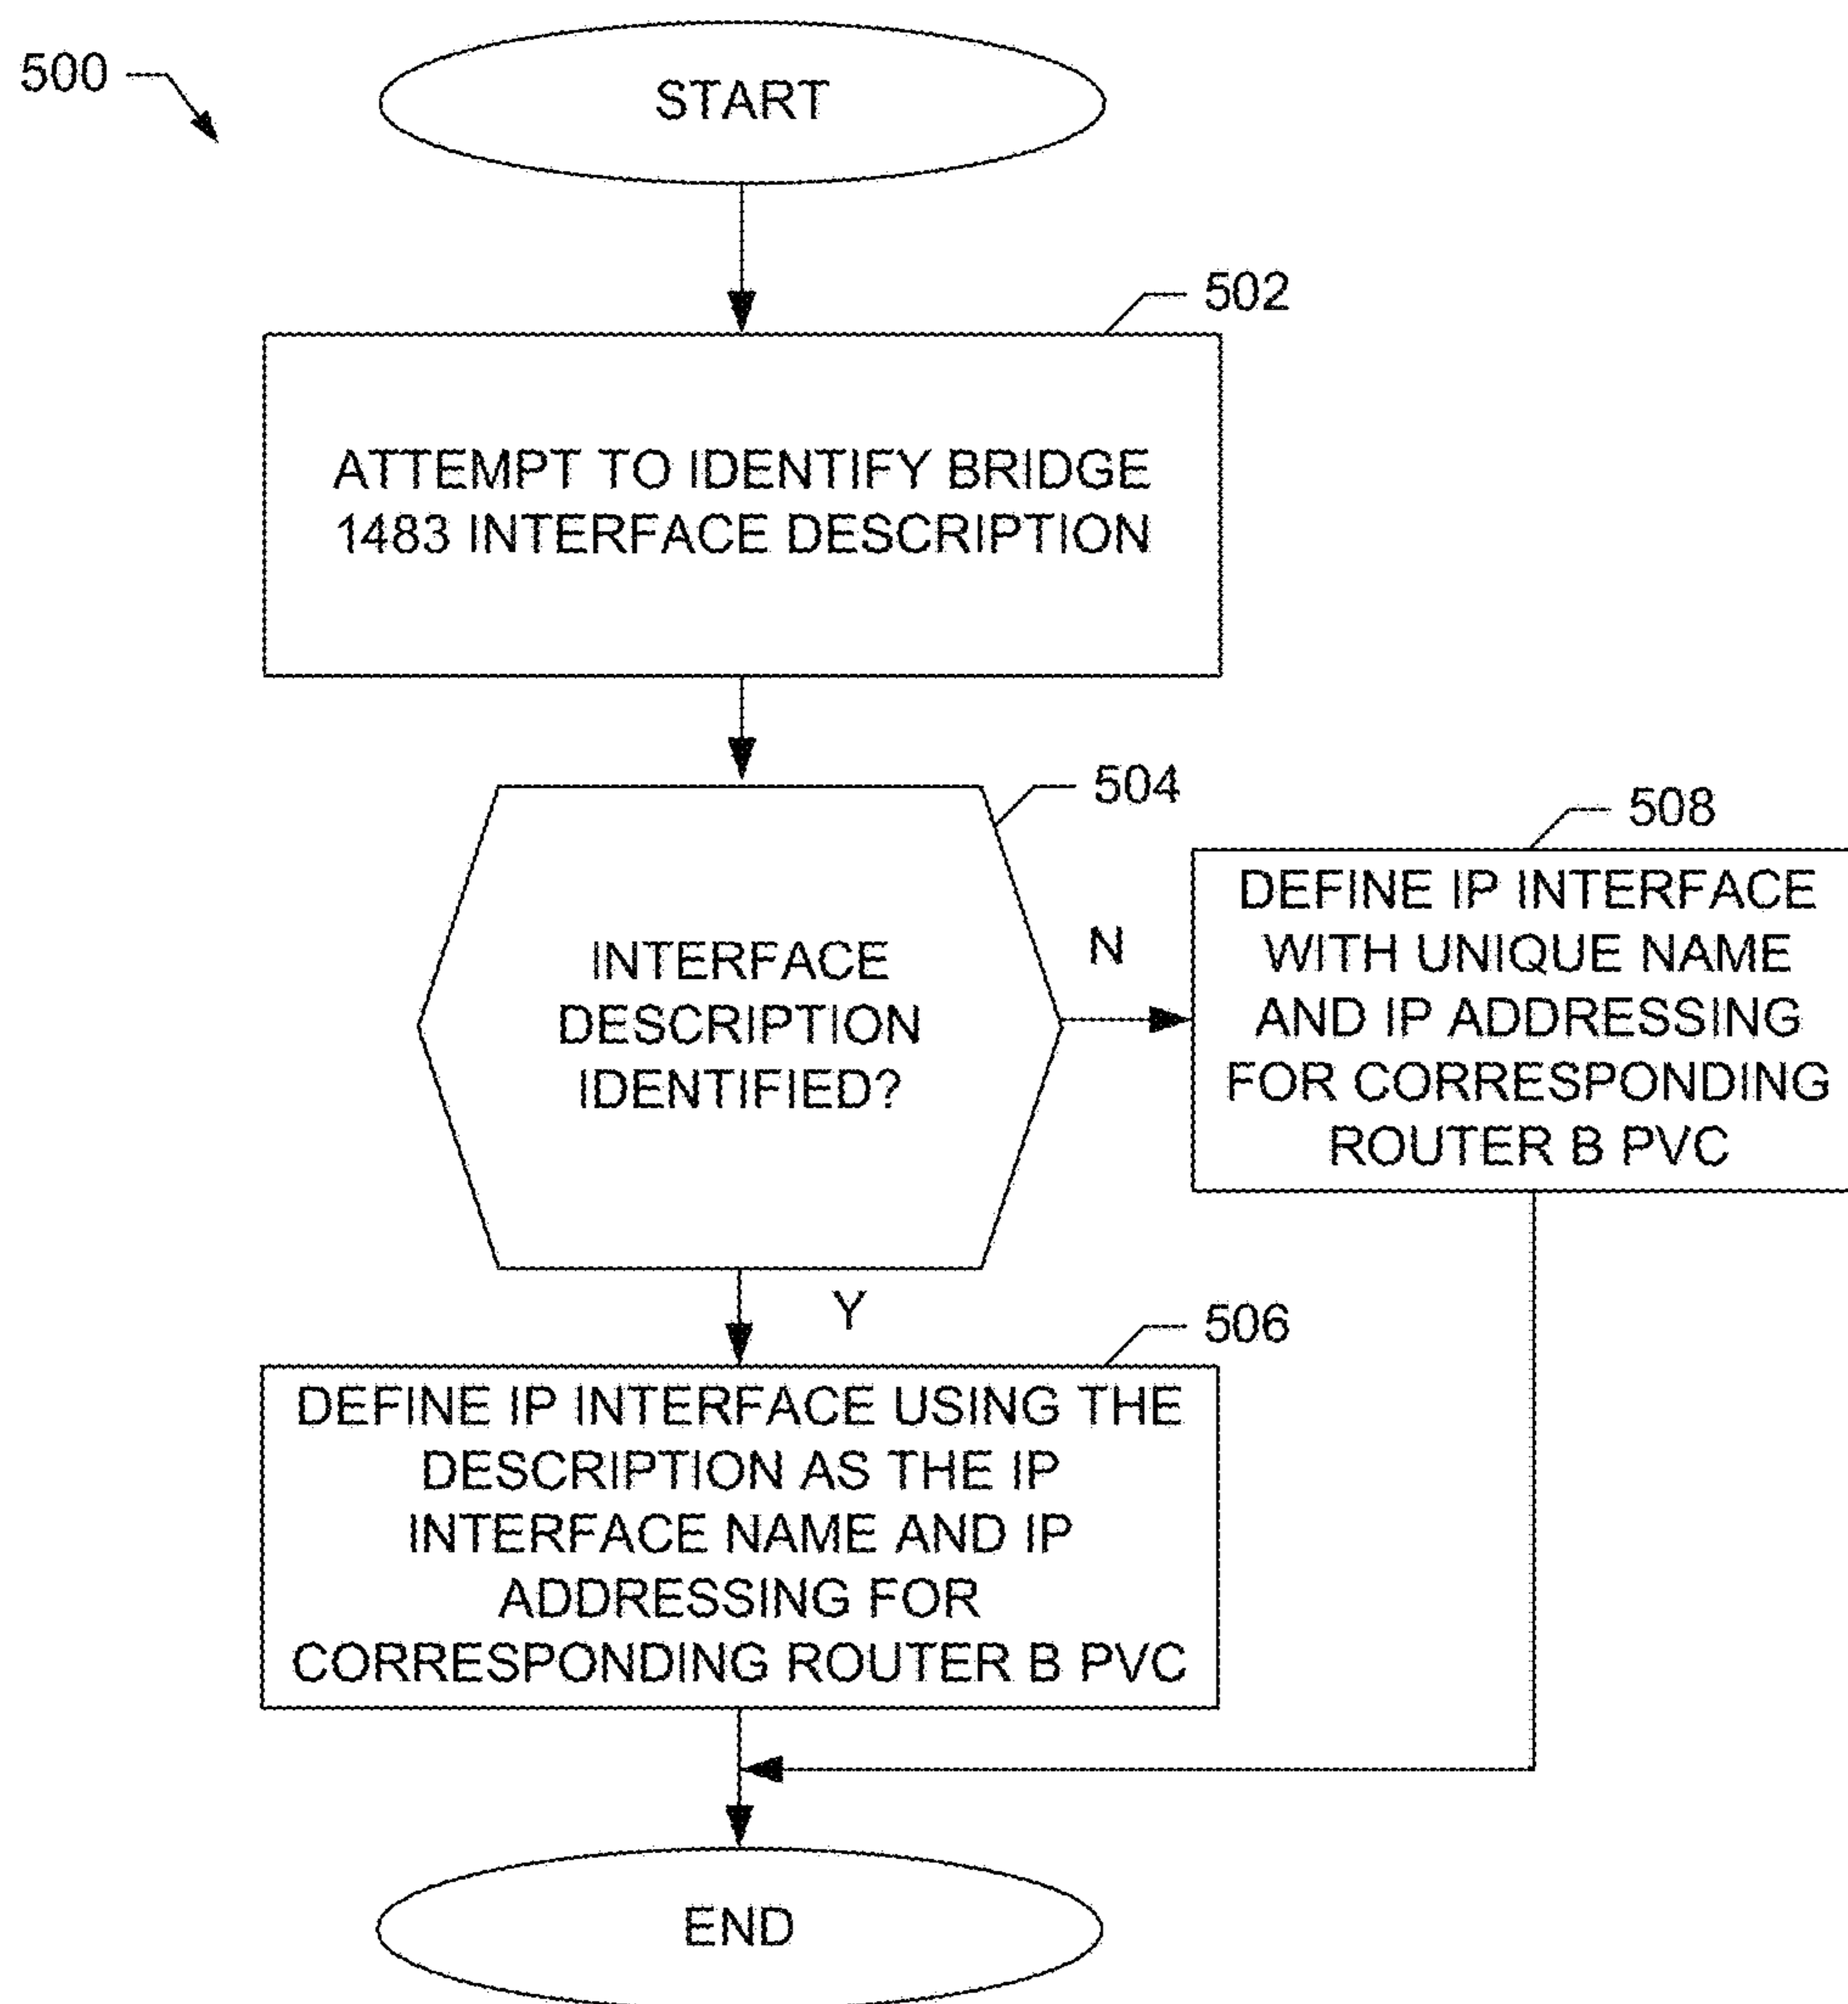 500
START
502
ATTEMPT TO IDENTIFY BRIDGE
1483 INTERFACE DESCRIPTION
504
INTERFACE
DESCRIPTION
IDENTIFIED?
N
508
DEFINE IP INTERFACE
WITH UNIQUE NAME
AND IP ADDRESSING
FOR CORRESPONDING
ROUTER B PVC
Y
506
DEFINE IP INTERFACE USING THE
DESCRIPTION AS THE IP
INTERFACE NAME AND IP
ADDRESSING FOR
CORRESPONDING ROUTER B PVC
END